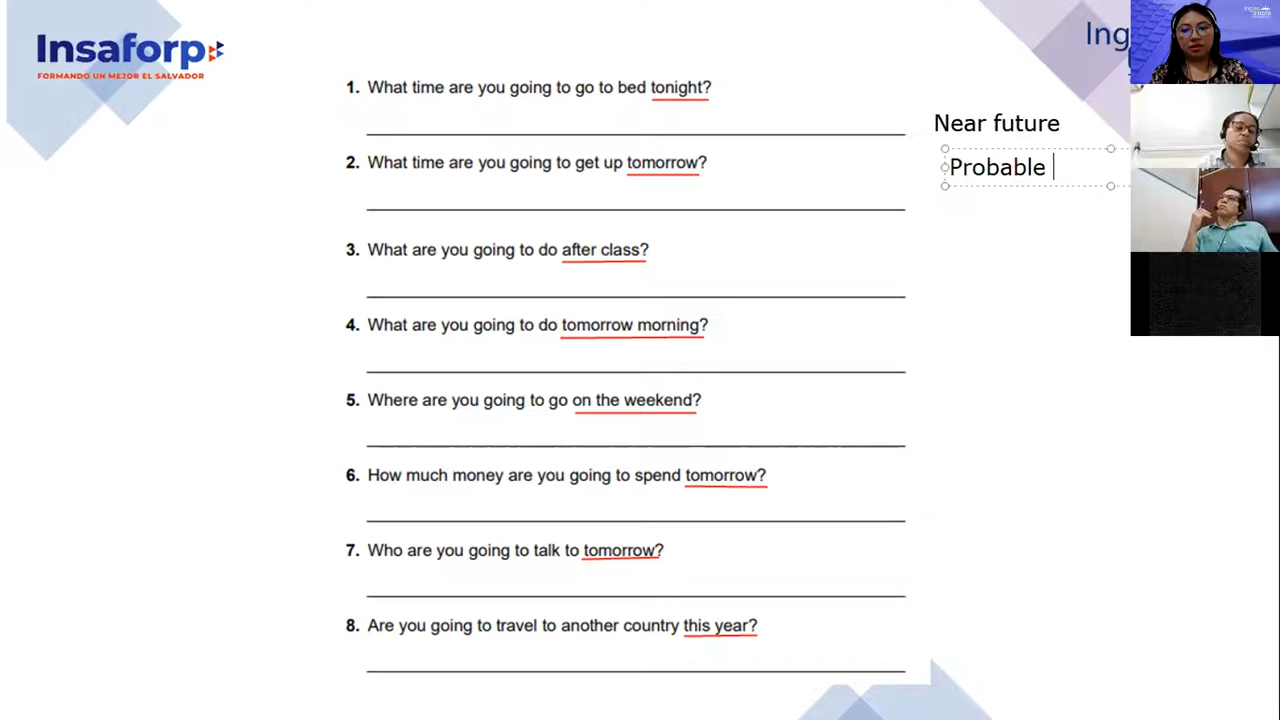 Insaforp
FORMANDO UN MEJOR EL SALVADOR
Ing
1. What time are you going to go to bed tonight?
Near future
2. What time are you going to get up tomorrow?
Probable
3. What are you going to do after class?
4. What are you going to do tomorrow morning?
5. Where are you going to go on the weekend?
6. How much money are you going to spend tomorrow?
7. Who are you going to talk to tomorrow?
8. Are you going to travel to another country this year?